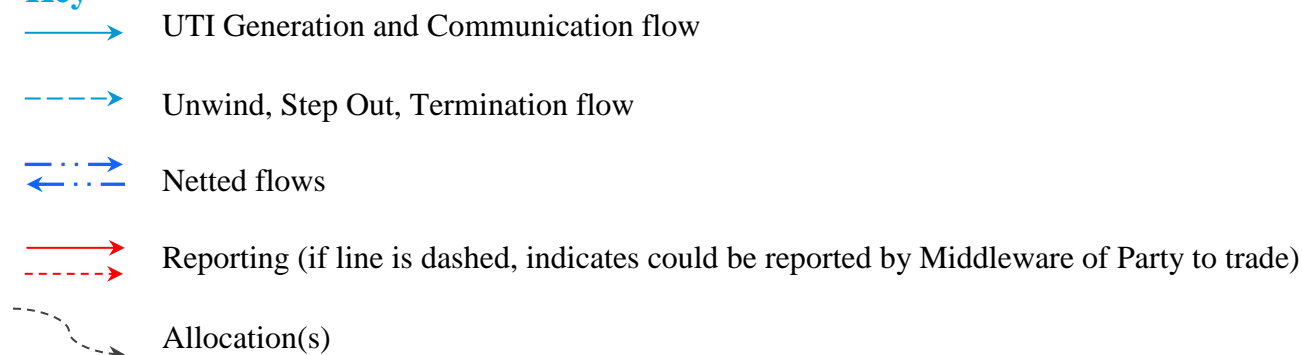 Key
UTI Generation and Communication flow
Unwind, Step Out, Termination flow
Netted flows
Reporting (if line is dashed, indicates could be reported by Middleware of Party to trade)
Allocation(s)